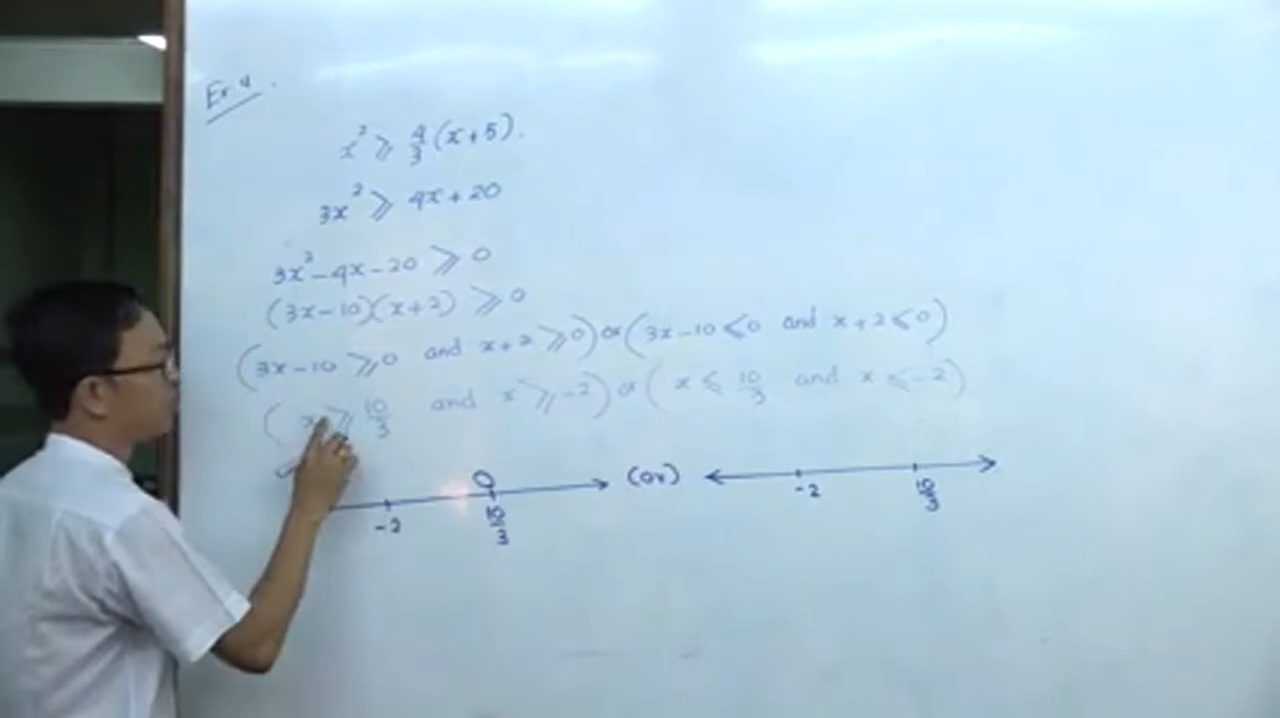 Ex.4.
x² ⩾ 4/3 (x+5).
3x² ⩾ 4x+20
3x²-4x-20 ⩾ 0
(3x-10)(x+2) ⩾ 0
(3x-10 ⩾ 0 and x+2 ⩾ 0) or (3x-10 ⩽ 0 and x+2 ⩽ 0)
(x ⩾ 10/3 and x ⩾ -2) or (x ⩽ 10/3 and x ⩽ -2)
(or)
-2 10/3 -2 10/3